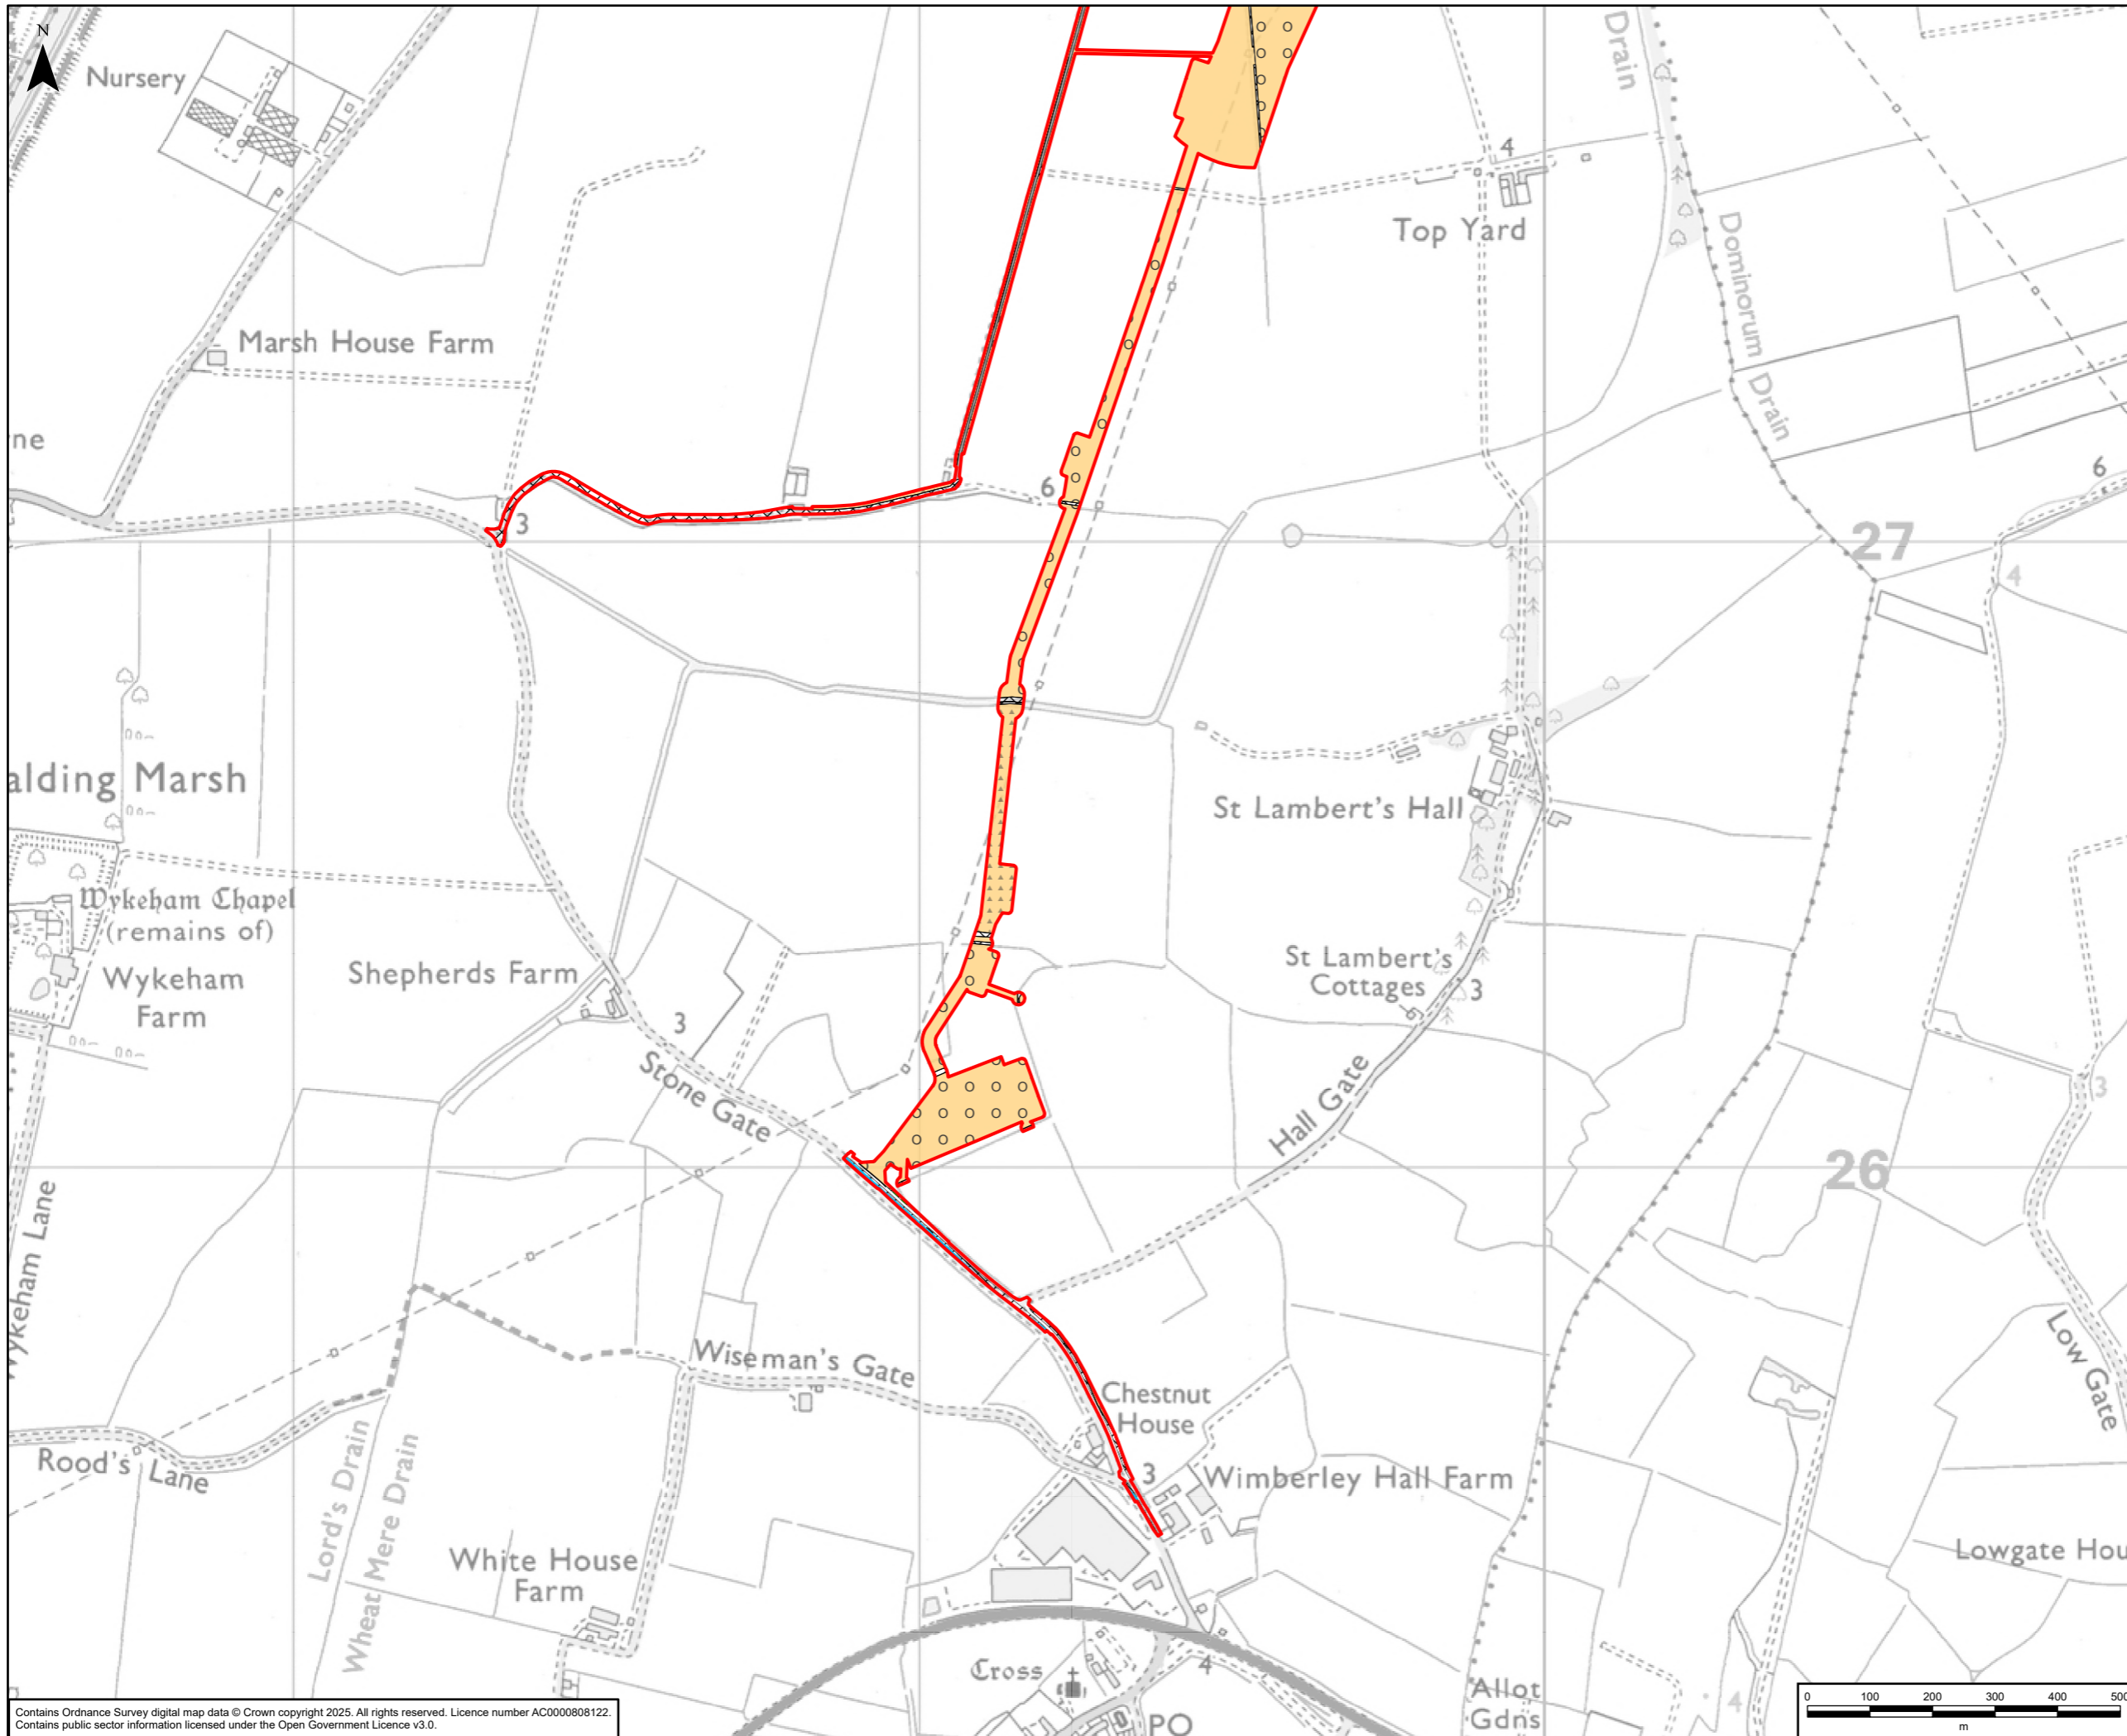 N
Nursery
Drain
4
Top Yard
Dominorum
Drain
Marsh House Farm
ne
6
6
3
27
4
alding Marsh
St Lambert's Hall
Wykeham Chapel
(remains of)
Wykeham
Farm
Shepherds Farm
St Lambert's
Cottages
3
3
Stone Gate
Hall Gate
3
26
Wykeham Lane
Wiseman's Gate
Low Gate
Chestnut
House
Rood's Lane
Lord's Drain
Wheat Mere Drain
3
Wimberley Hall Farm
White House
Farm
Lowgate Hou
Cross
4
PO
Allot
Gdns
4
0 100 200 300 400 500
m
Contains Ordnance Survey digital map data © Crown copyright 2025. All rights reserved. Licence number AC0000808122.
Contains public sector information licensed under the Open Government Licence v3.0.